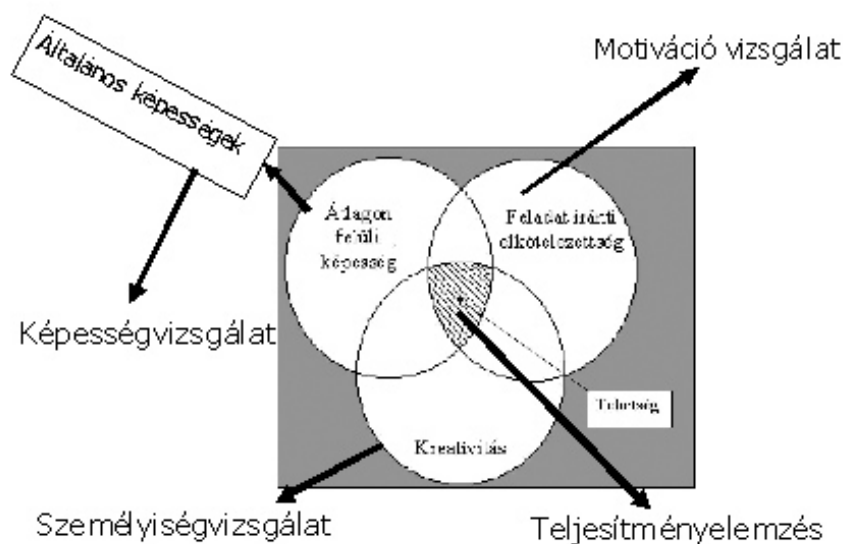 Általános képességek
Motiváció vizsgálat
Átlagon
felüli
képesség
Feladat iránti
elkötelezettség
Képességvizsgálat
Tehetség
Kreativitás
Személyiségvizsgálat
Teljesítményelemzés